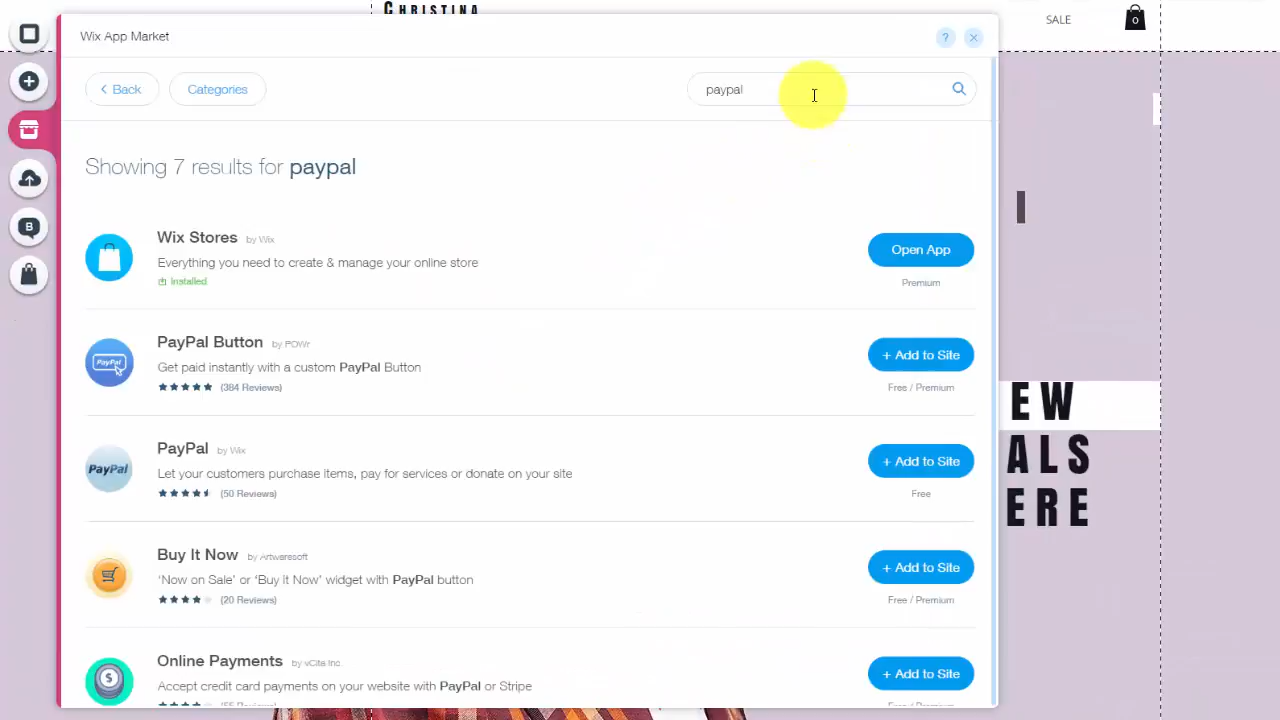 CHRISTINA
SALE
0
Wix App Market
?
Back
Categories
paypal
Showing 7 results for paypal
Wix Stores by Wix
Everything you need to create & manage your online store
Installed
Open App
Premium
PayPal Button by POWr
Get paid instantly with a custom PayPal Button
(384 Reviews)
+ Add to Site
Free / Premium
PayPal
PayPal by Wix
Let your customers purchase items, pay for services or donate on your site
(50 Reviews)
+ Add to Site
Free
PayPal
Buy It Now by Artwaresoft
'Now on Sale' or 'Buy It Now' widget with PayPal button
(20 Reviews)
+ Add to Site
Free / Premium
Online Payments by vCita Inc
Accept credit card payments on your website with PayPal or Stripe
(55 Reviews)
+ Add to Site
Free / Premium
$
B
EW
ALS
ERE